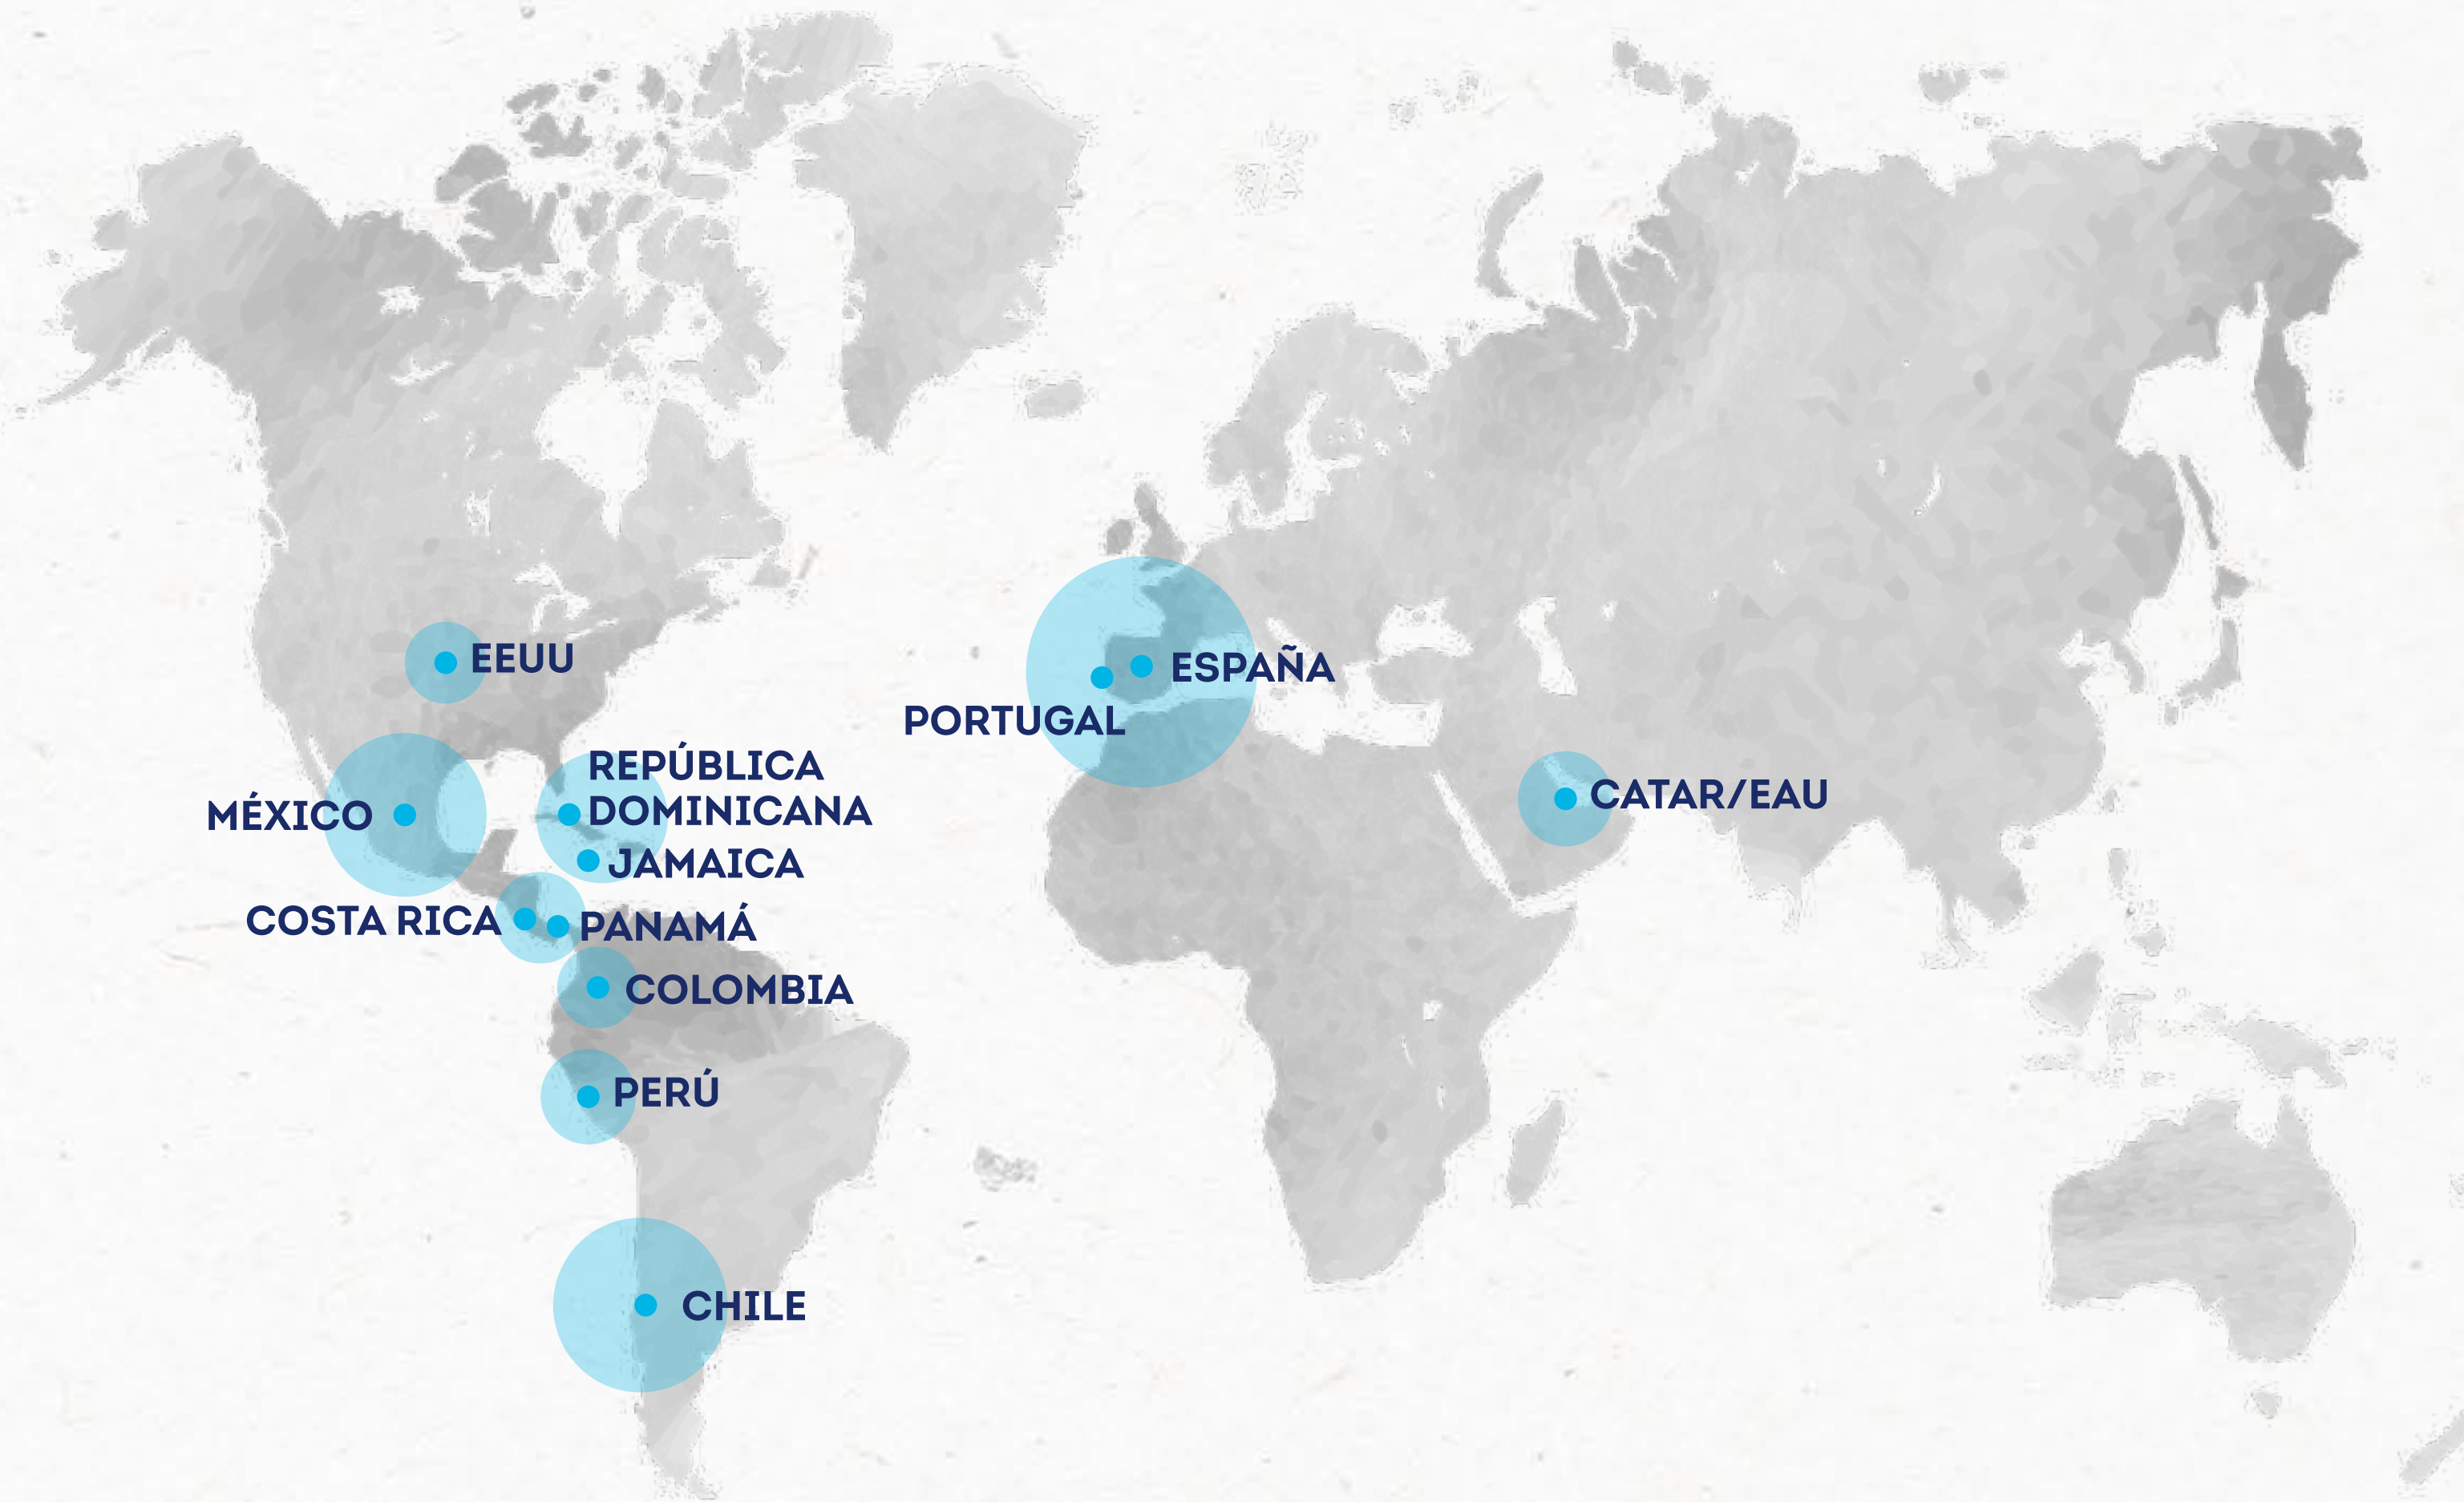 EEUU
ESPAÑA
PORTUGAL
REPÚBLICA
DOMINICANA
MÉXICO
CATAR/EAU
JAMAICA
COSTA RICA
PANAMÁ
COLOMBIA
PERÚ
CHILE